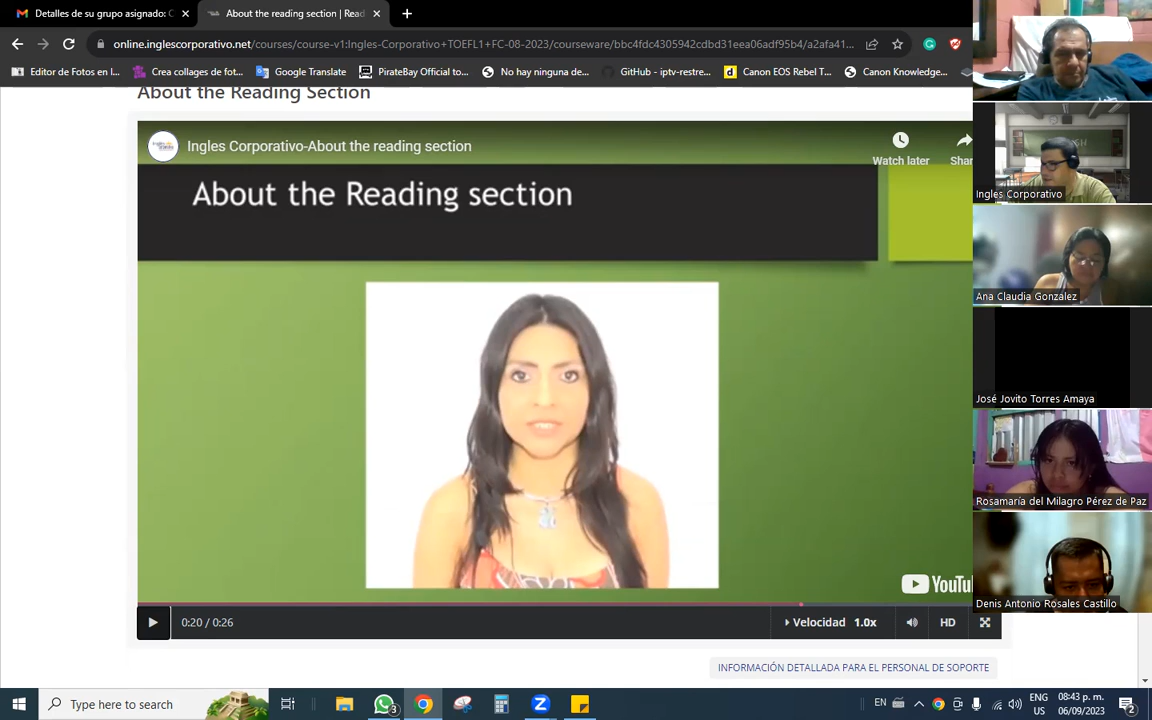 Detalles de su grupo asignado: C
About the reading section | Read
online.inglescorporativo.net/courses/course-v1:Ingles-Corporativo+TOEFL1+FC-08-2023/courseware/bbc4fdc4305942cdbd31eea06adf95b4/a2afa41...
Editor de Fotos en l...
Crea collages de fot...
Google Translate
PirateBay Official to...
No hay ninguna de...
GitHub - iptv-restre...
Canon EOS Rebel T...
Canon Knowledge...
About the Reading Section
Ingles Corporativo-About the reading section
Watch later
Shar
About the Reading section
YouTu
0:20 / 0:26
Velocidad 1.0x
HD
INFORMACIÓN DETALLADA PARA EL PERSONAL DE SOPORTE
Ingles Corporativo
Ana Claudia González
José Jovito Torres Amaya
Rosamaría del Milagro Pérez de Paz
Denis Antonio Rosales Castillo
Type here to search
3
EN
ENG
US
08:43 p. m.
06/09/2023
2